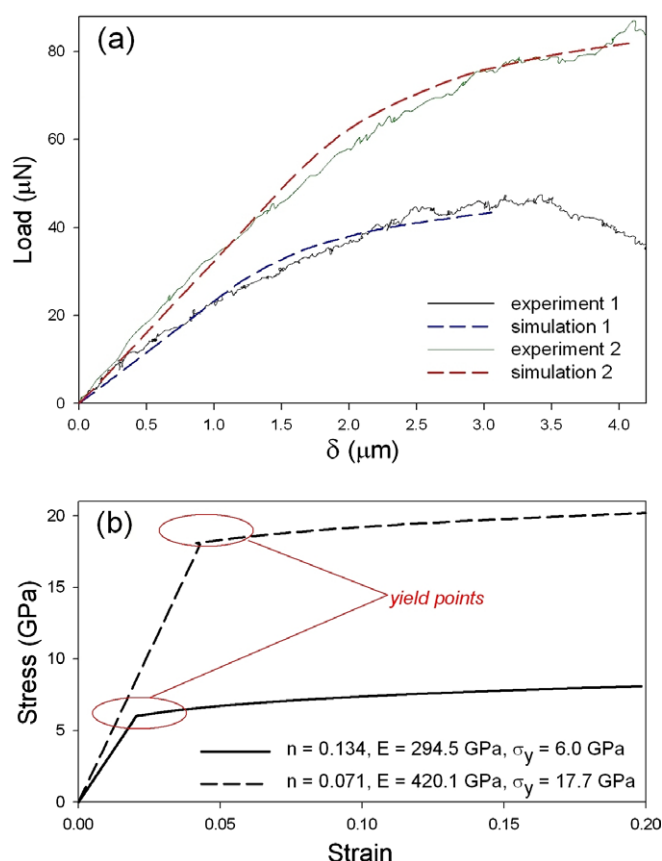 (a)
80
60
40
20
0
Load (μN)
experiment 1
simulation 1
experiment 2
simulation 2
0.0 0.5 1.0 1.5 2.0 2.5 3.0 3.5 4.0
δ (μm)
(b)
20
15
10
5
0
Stress (GPa)
yield points
n = 0.134, E = 294.5 GPa, σy = 6.0 GPa
n = 0.071, E = 420.1 GPa, σy = 17.7 GPa
0.00 0.05 0.10 0.15 0.20
Strain